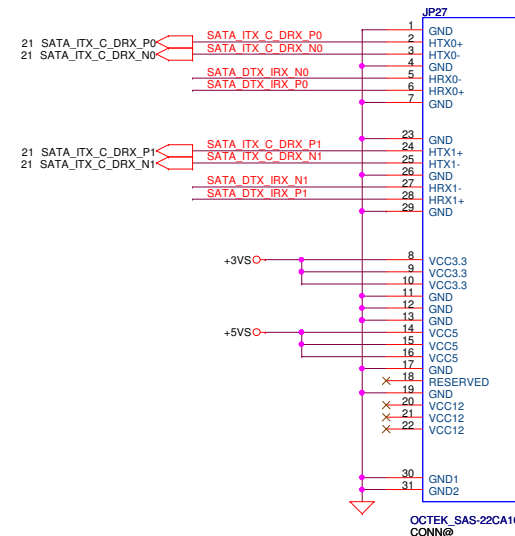 JP27
1 GND
21 SATA_ITX_C_DRX_P0 SATA_ITX_C_DRX_P0 2 HTX0+
21 SATA_ITX_C_DRX_N0 SATA_ITX_C_DRX_N0 3 HTX0-
4 GND
SATA_DTX_IRX_N0 5 HRX0-
SATA_DTX_IRX_P0 6 HRX0+
7 GND
23 GND
21 SATA_ITX_C_DRX_P1 SATA_ITX_C_DRX_P1 24 HTX1+
21 SATA_ITX_C_DRX_N1 SATA_ITX_C_DRX_N1 25 HTX1-
26 GND
SATA_DTX_IRX_N1 27 HRX1-
SATA_DTX_IRX_P1 28 HRX1+
29 GND
+3VS 8 VCC3.3
9 VCC3.3
10 VCC3.3
11 GND
12 GND
13 GND
+5VS 14 VCC5
15 VCC5
16 VCC5
17 GND
18 RESERVED
19 GND
20 VCC12
21 VCC12
22 VCC12
30 GND1
31 GND2
OCTEK_SAS-22CA1
CONN@